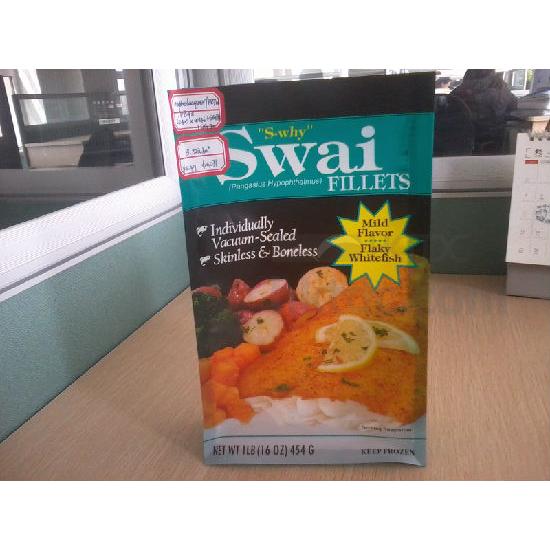 "S-why"
Swai
(Pangasius Hypophthalmus)
FILLETS
Individually
Vacuum-Sealed
Skinless & Boneless
Mild
Flavor
Flaky
Whitefish
NET WT 1LB (16 OZ) 454 G
KEEP FROZEN